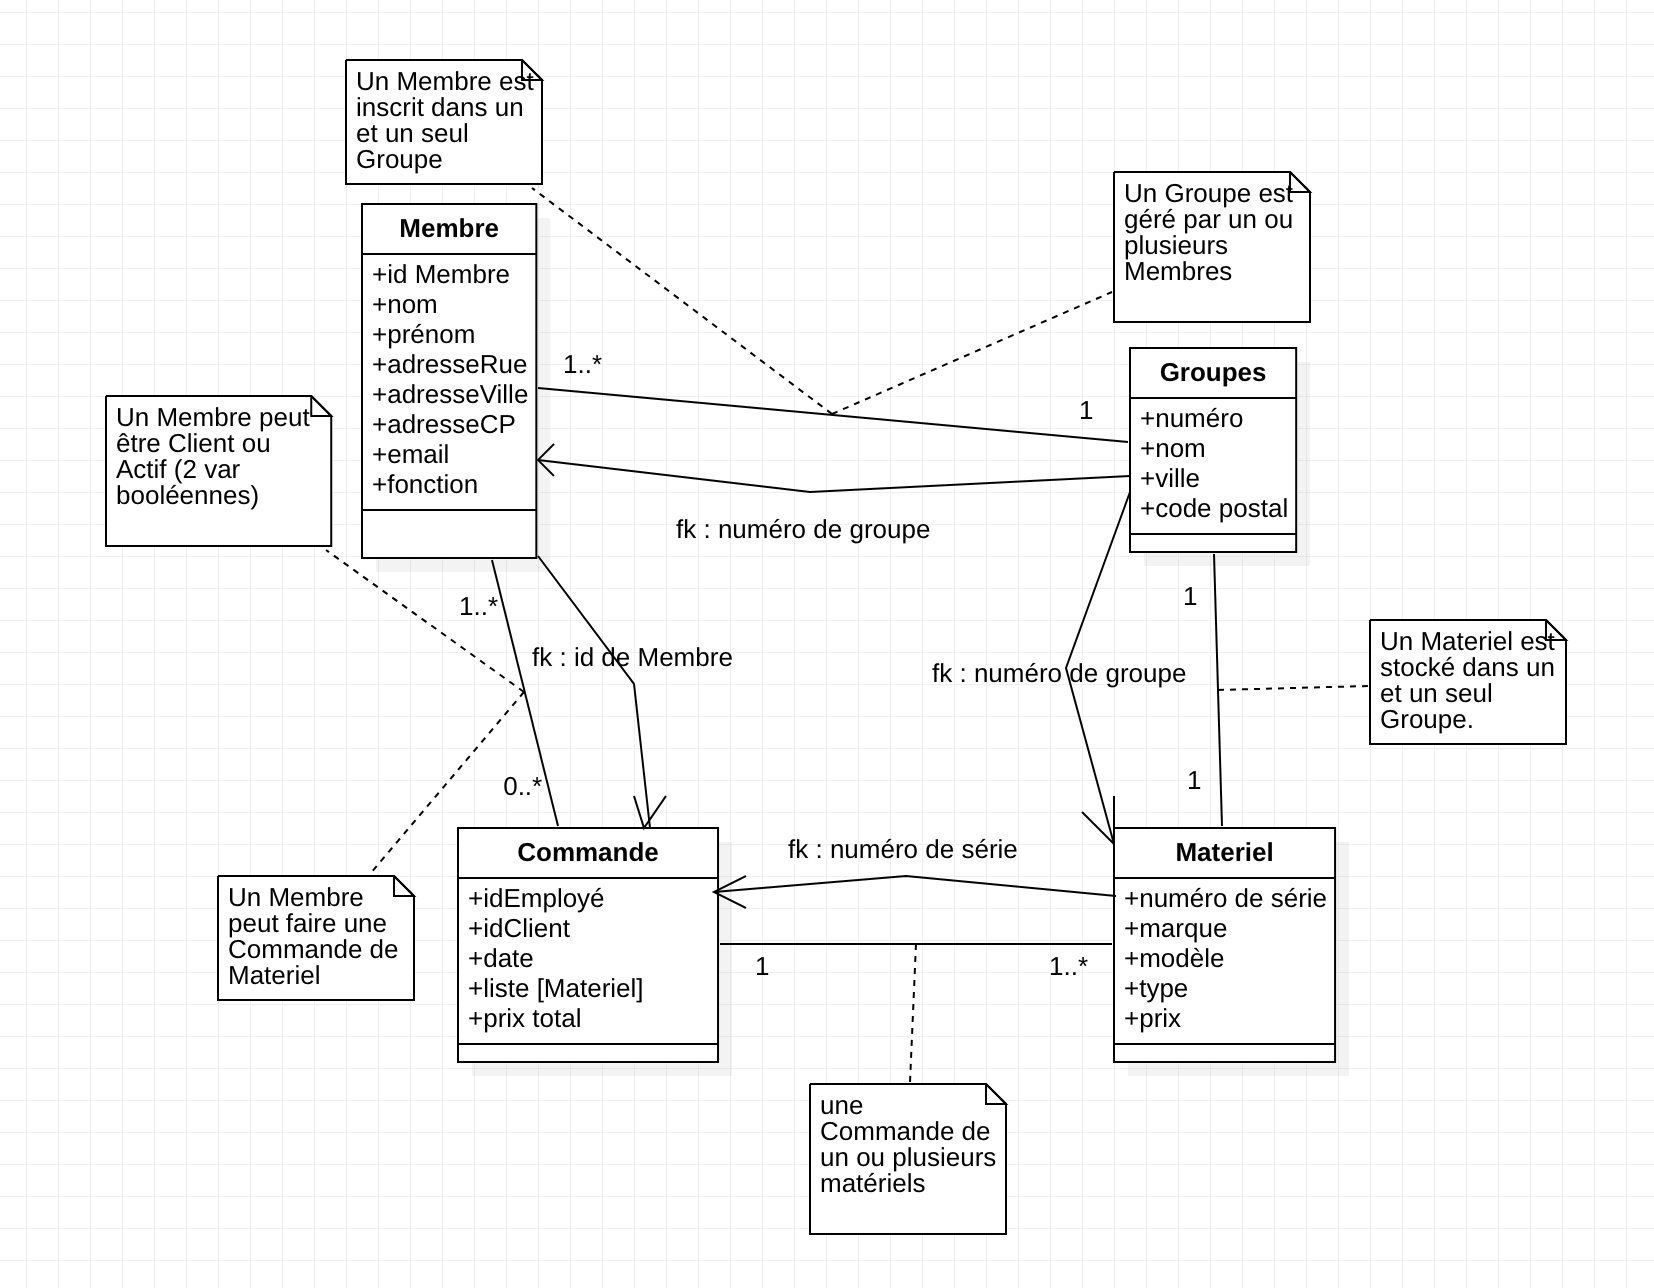 Un Membre est
inscrit dans un
et un seul
Groupe
Un Groupe est
géré par un ou
plusieurs
Membres
Membre
+id Membre
+nom
+prénom
+adresseRue
+adresseVille
+adresseCP
+email
+fonction
1..*
1
Groupes
+numéro
+nom
+ville
+code postal
Un Membre peut
être Client ou
Actif (2 var
booléennes)
fk : numéro de groupe
1..*
fk : id de Membre
0..*
1
fk : numéro de groupe
1
Un Materiel est
stocké dans un
et un seul
Groupe.
Un Membre
peut faire une
Commande de
Materiel
Commande
+idEmployé
+idClient
+date
+liste [Materiel]
+prix total
fk : numéro de série
1
1..*
Materiel
+numéro de série
+marque
+modèle
+type
+prix
une
Commande de
un ou plusieurs
matériels